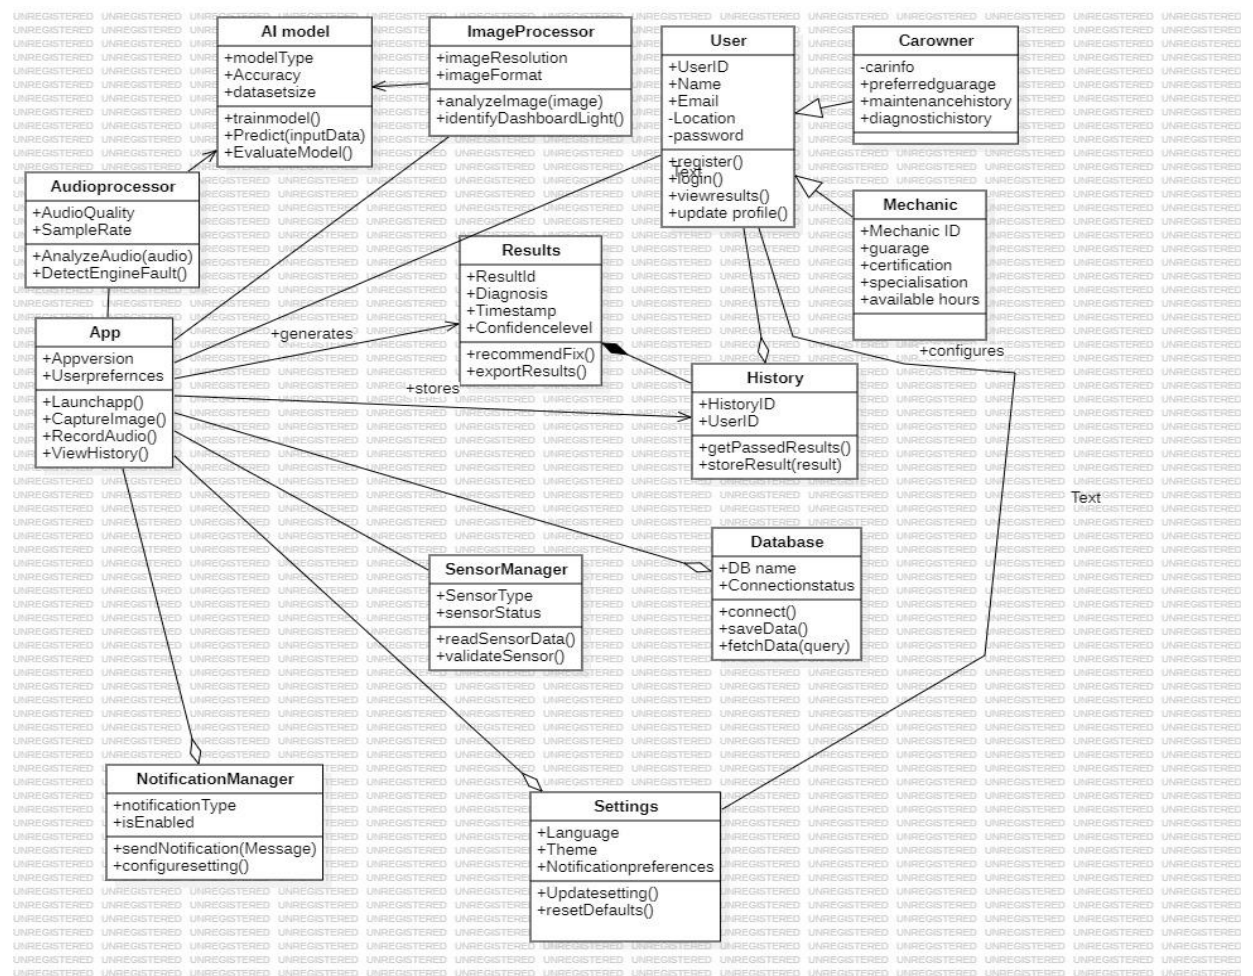 AI model
+modelType
+Accuracy
+datasetsize
+trainmodel()
+Predict(inputData)
+EvaluateModel()
ImageProcessor
+imageResolution
+imageFormat
+analyzeImage(image)
+identifyDashboardLight()
User
+UserID
+Name
+Email
-Location
-password
+register()
+login()
Text
+viewresults()
+update profile()
Carowner
-carinfo
+preferredguarage
+maintenancehistory
+diagnostichistory
Audioprocessor
+AudioQuality
+SampleRate
+AnalyzeAudio(audio)
+DetectEngineFault()
Mechanic
+Mechanic ID
+guarage
+certification
+specialisation
+available hours
Results
+ResultId
+Diagnosis
+Timestamp
+Confidencelevel
+recommendFix()
+exportResults()
App
+Appversion
+Userprefernces
+Launchapp()
+CaptureImage()
+RecordAudio()
+ViewHistory()
+generates
+stores
+configures
History
+HistoryID
+UserID
+getPassedResults()
+storeResult(result)
Text
SensorManager
+SensorType
+sensorStatus
+readSensorData()
+validateSensor()
Database
+DB name
+Connectionstatus
+connect()
+saveData()
+fetchData(query)
NotificationManager
+notificationType
+isEnabled
+sendNotification(Message)
+configuresetting()
Settings
+Language
+Theme
+Notificationpreferences
+Updatesetting()
+resetDefaults()
UNREGISTERED